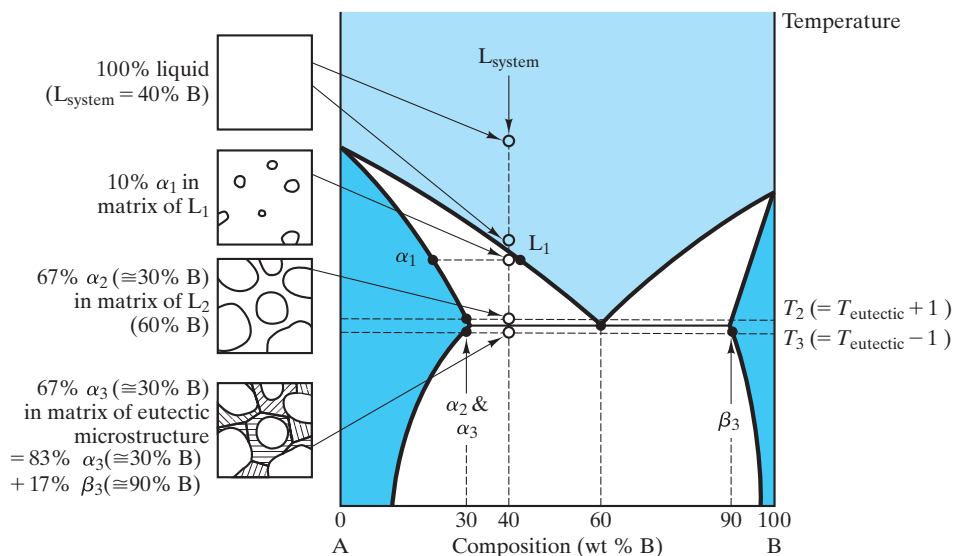 Temperature
L_system
100% liquid
(L_system = 40% B)
10% α₁ in
matrix of L₁
α₁
L₁
67% α₂ (≅30% B)
in matrix of L₂
(60% B)
T₂ (= T_eutectic + 1)
T₃ (= T_eutectic − 1)
67% α₃ (≅30% B)
in matrix of eutectic
microstructure
= 83% α₃(≅30% B)
+ 17% β₃(≅90% B)
α₂ &
α₃
β₃
0 30 40 60 90 100
A Composition (wt % B) B